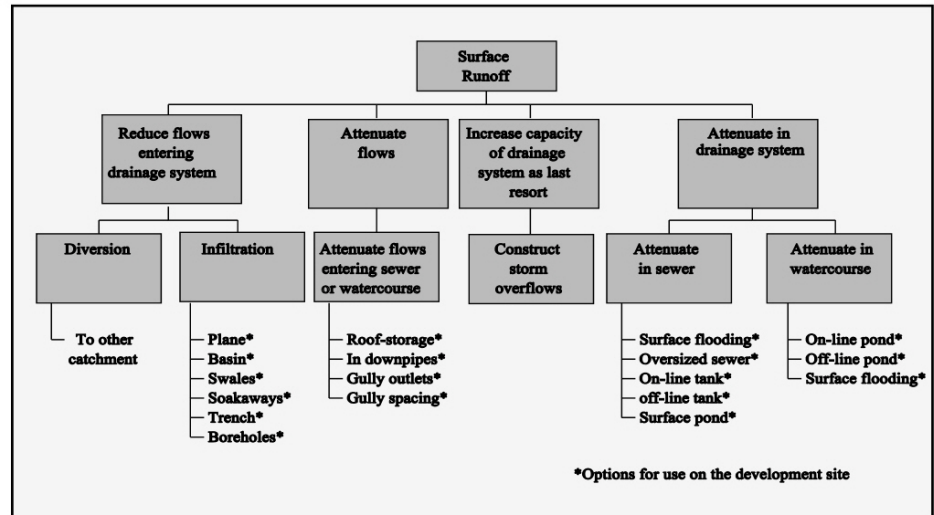 Surface
Runoff
Reduce flows
entering
drainage system
Attenuate
flows
Increase capacity
of drainage
system as last
resort
Attenuate in
drainage system
Diversion
Infiltration
Attenuate flows
entering sewer
or watercourse
Construct
storm
overflows
Attenuate
in sewer
Attenuate in
watercourse
To other
catchment
Plane*
Basin*
Swales*
Soakaways*
Trench*
Boreholes*
Roof-storage*
In downpipes*
Gully outlets*
Gully spacing*
Surface flooding*
Oversized sewer*
On-line tank*
off-line tank*
Surface pond*
On-line pond*
Off-line pond*
Surface flooding*
*Options for use on the development site